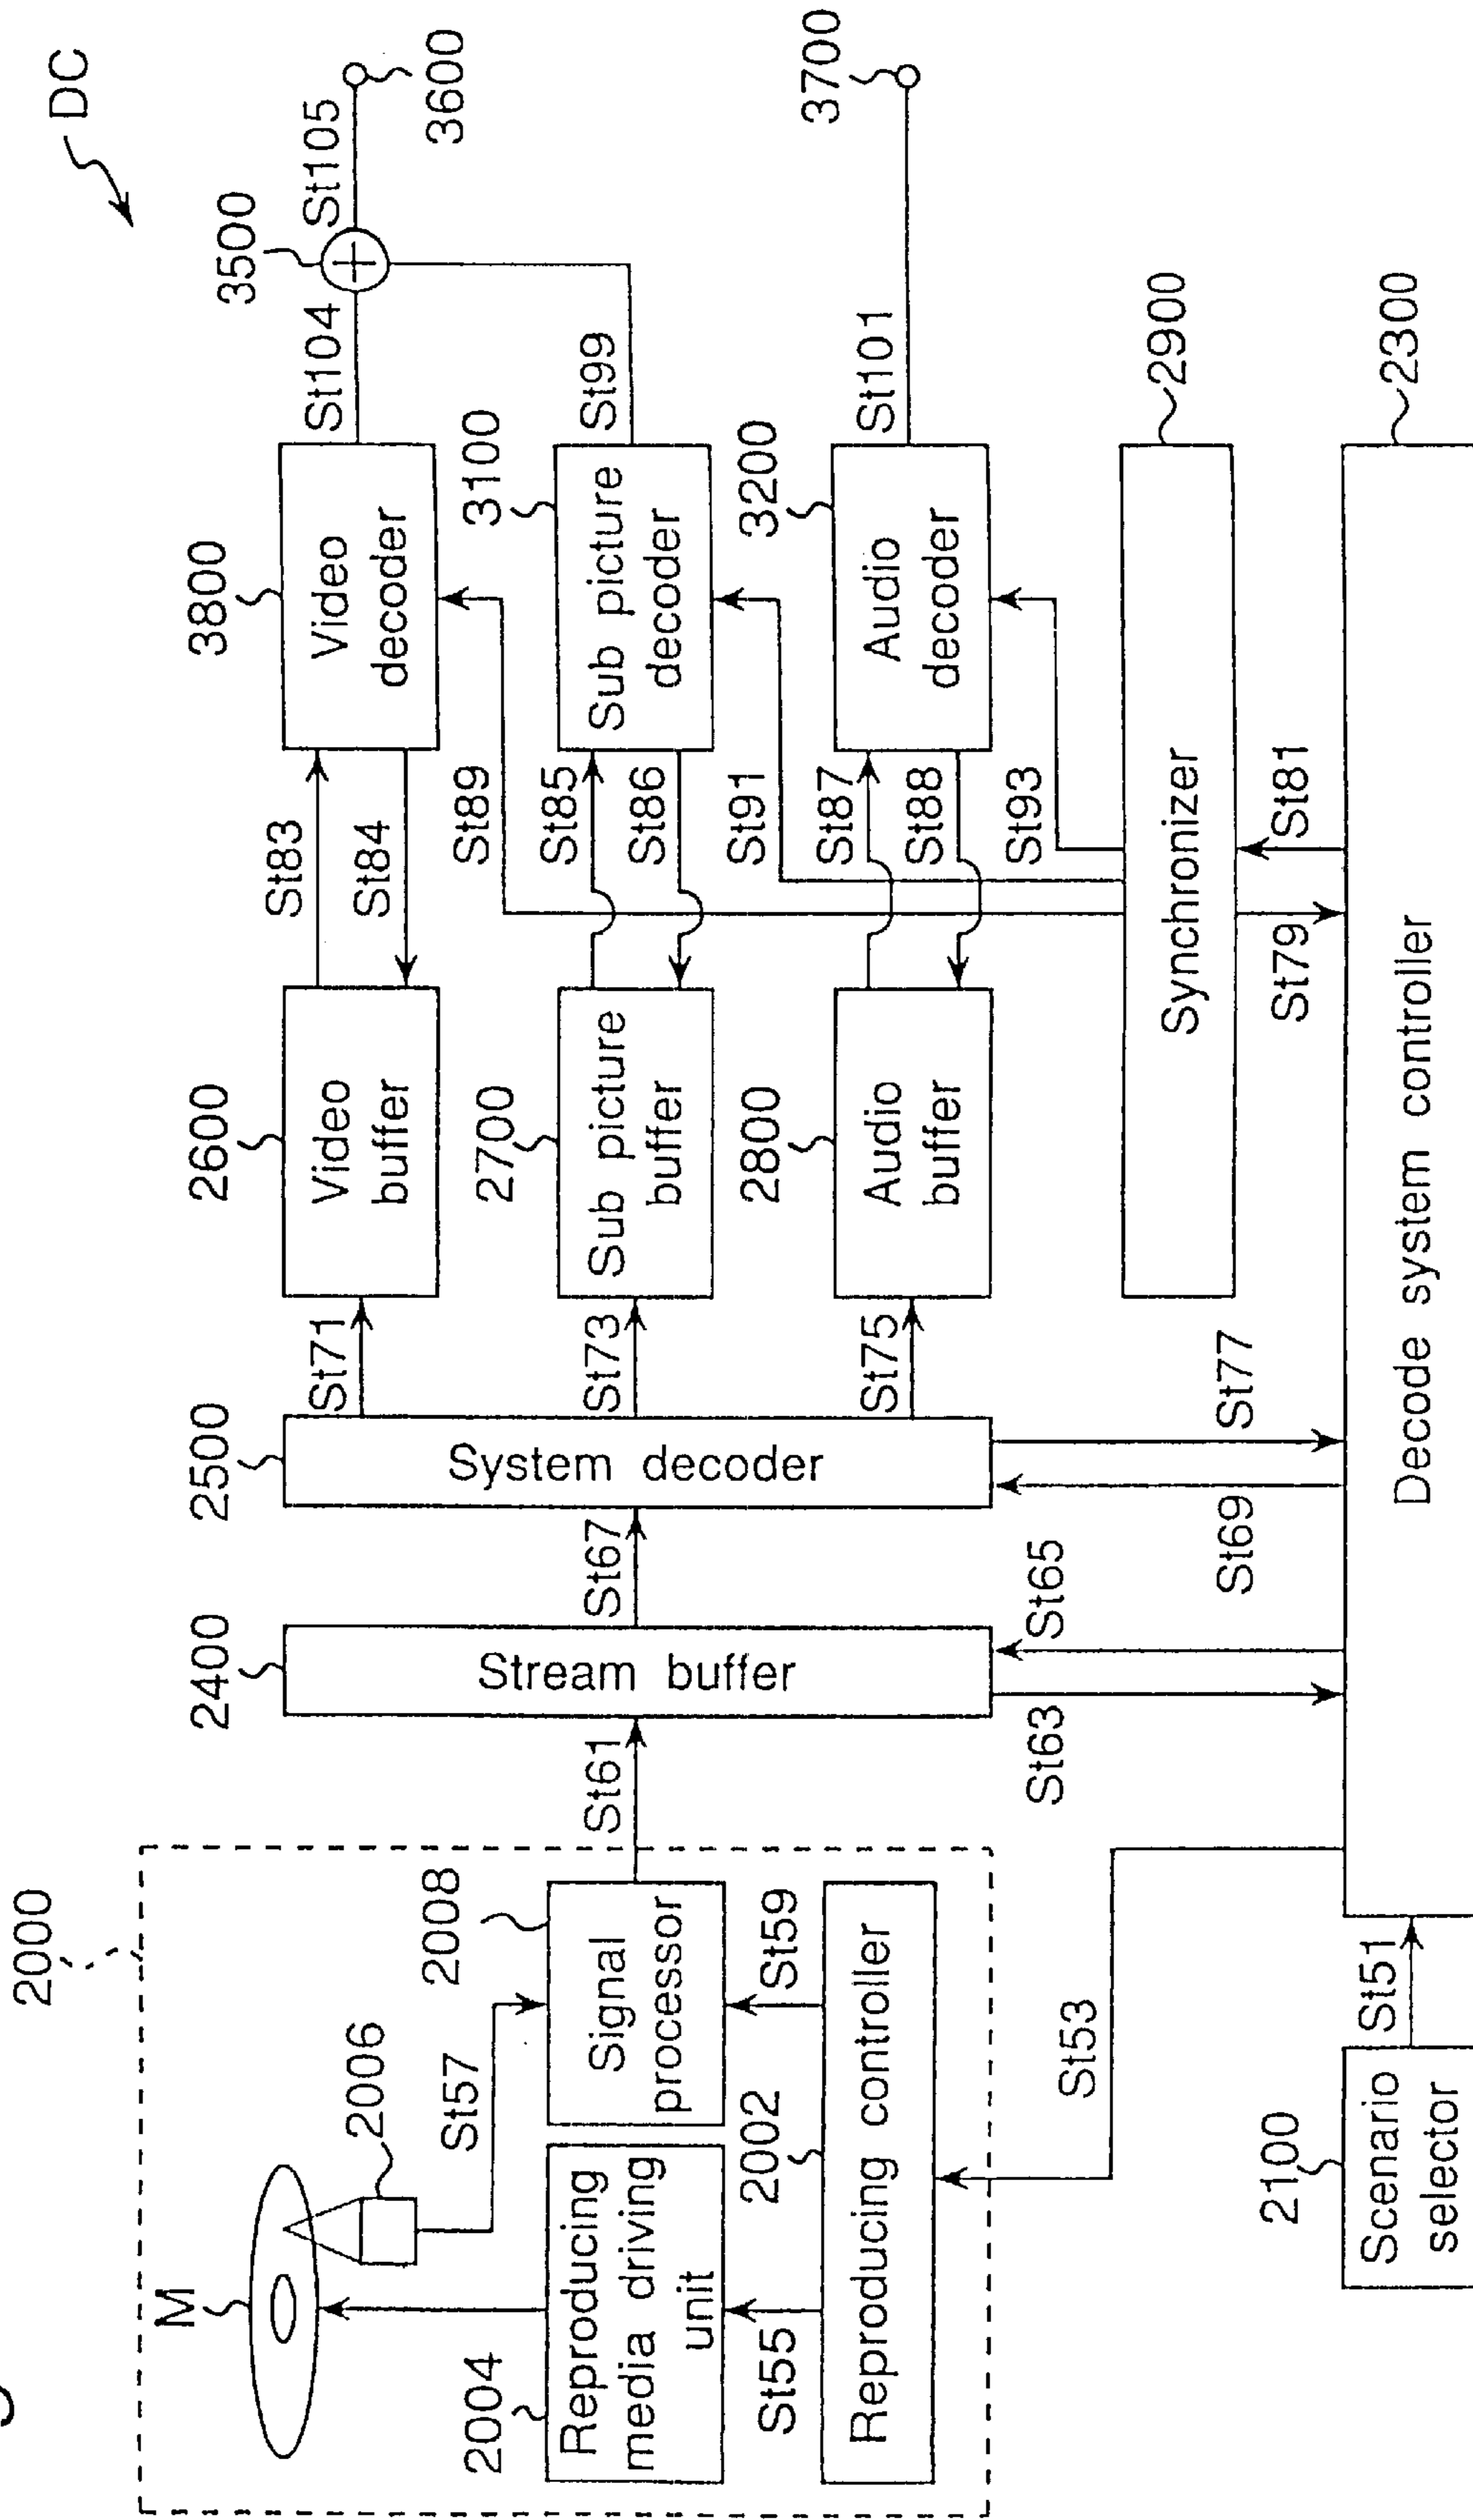 DC
2000
M
2006
St57
2004
Reproducing
media driving
unit
2008
Signal
processor
St55
St59
2002
Reproducing controller
St53
2100
Scenario
selector
St51
St61
2400
Stream buffer
St63
St65
St67
2500
System decoder
St69
St77
St71
St73
St75
2600
Video
buffer
2700
Sub picture
buffer
2800
Audio
buffer
St83
St84
St89
St85
St86
St91
St87
St88
St93
3800
Video
decoder
3100
Sub picture
decoder
3200
Audio
decoder
St104
3500
St105
3600
St99
St101
3700
Synchronizer
2900
St79
St81
Decode system controller
2300